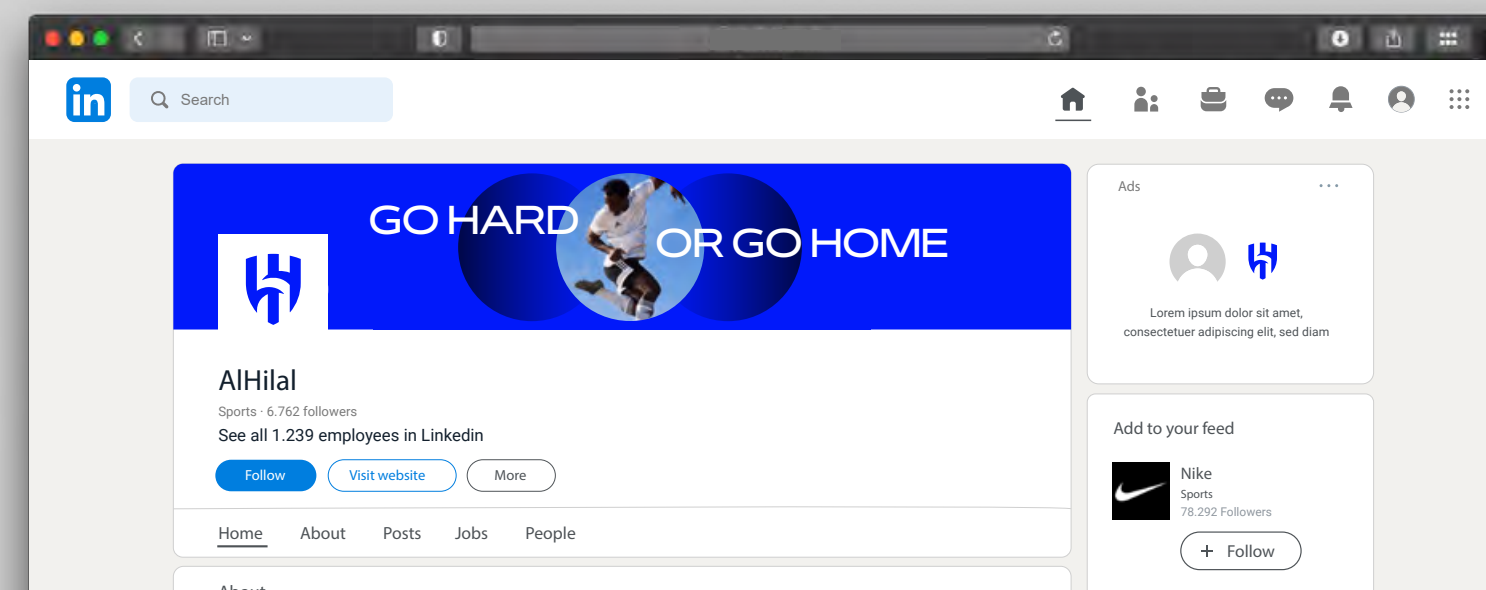 in
Search
GO HARD
OR GO HOME
AlHilal
Sports · 6.762 followers
See all 1.239 employees in Linkedin
Follow
Visit website
More
Home
About
Posts
Jobs
People
About
Ads
Lorem ipsum dolor sit amet,
consectetuer adipiscing elit, sed diam
Add to your feed
Nike
Sports
78.292 Followers
+ Follow